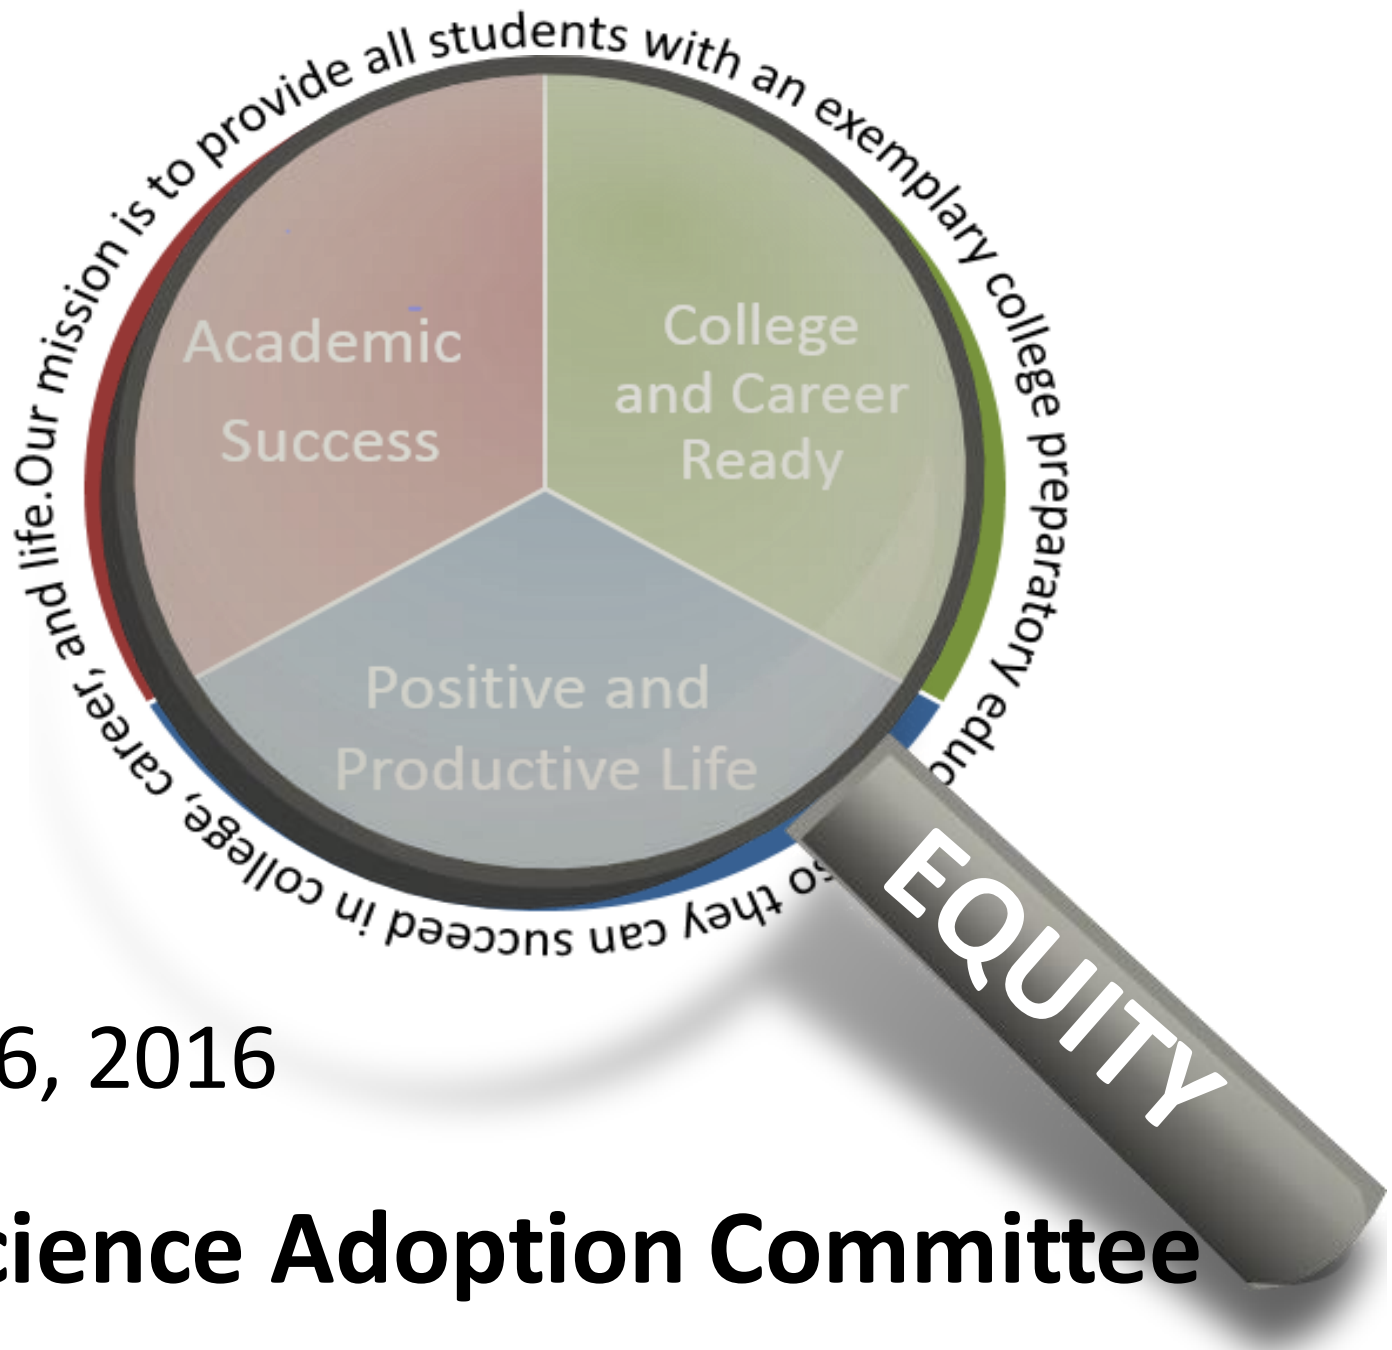 Our mission is to provide all students with an exemplary college preparatory educ
so they can succeed in college, career, and life.
Academic
Success
College
and Career
Ready
Positive and
Productive Life
EQUITY
6, 2016
cience Adoption Committee